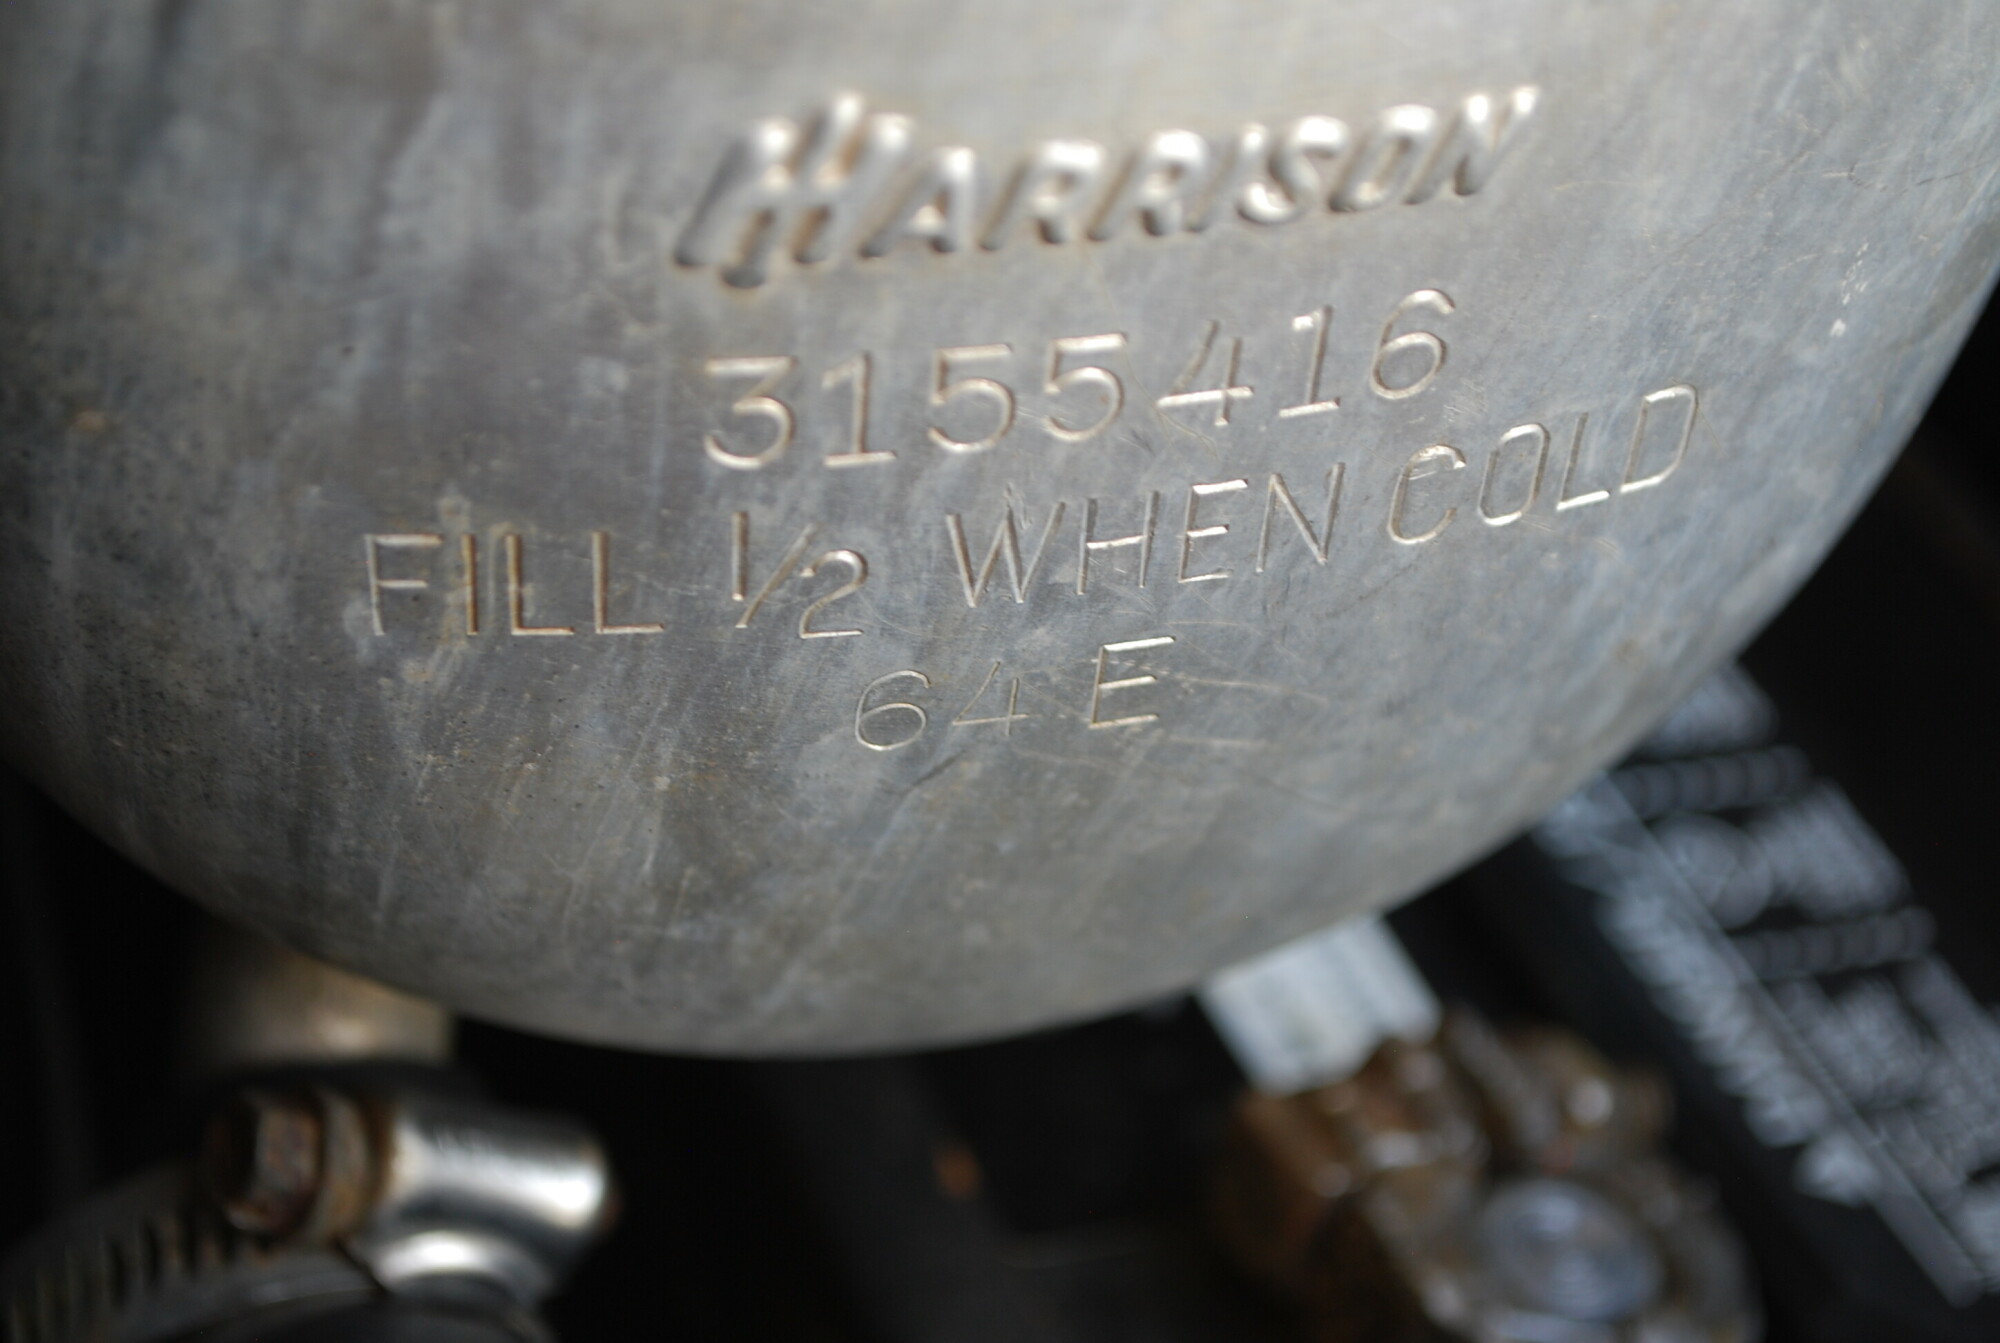 HARRISON
3155416
FILL 1/2 WHEN COLD
64 E